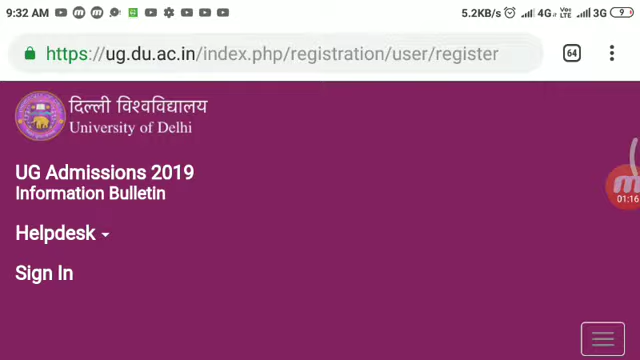 9:32 AM 5.2KB/s 4G VoLTE 3G 9
https://ug.du.ac.in/index.php/registration/user/register 64
दिल्ली विश्वविद्यालय
University of Delhi
UG Admissions 2019
Information Bulletin
01:16
Helpdesk
Sign In